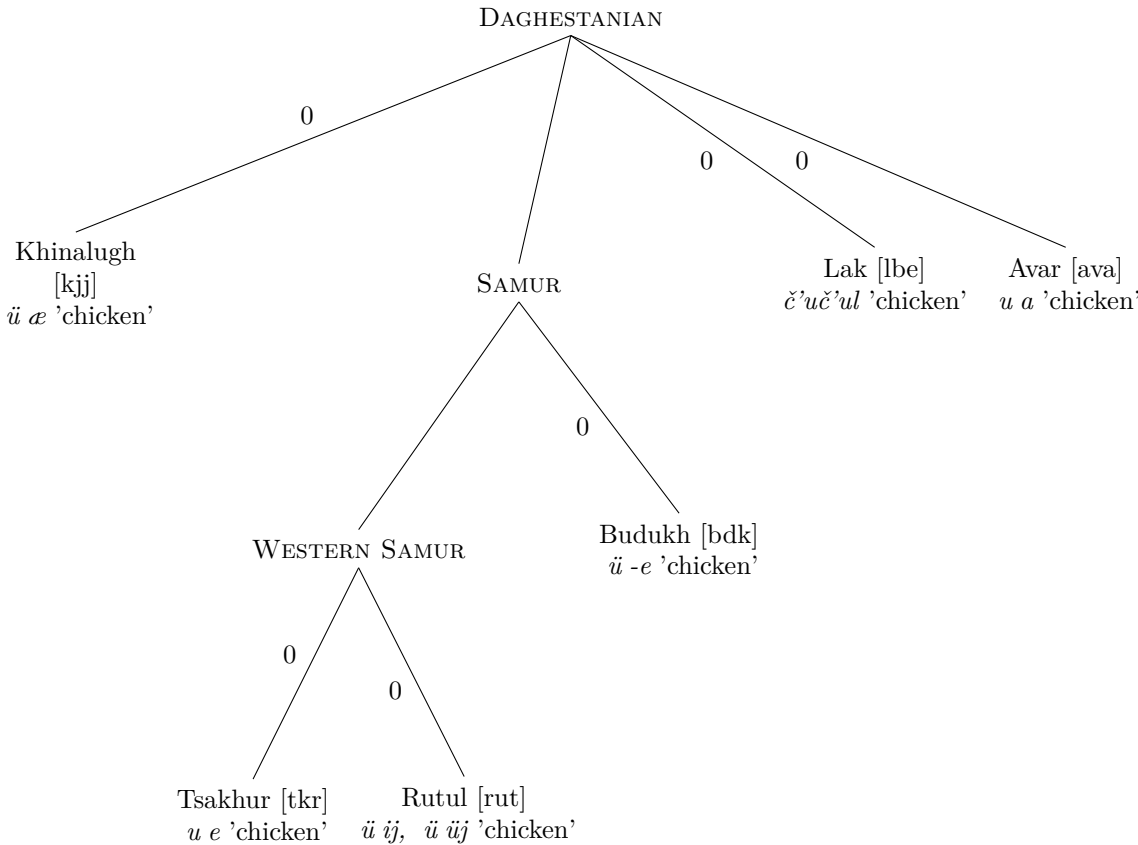 DAGHESTANIAN
0
0
0
Khinalugh
[kjj]
ü æ 'chicken'
SAMUR
Lak [lbe]
č'uč'ul 'chicken'
Avar [ava]
u a 'chicken'
0
WESTERN SAMUR
Budukh [bdk]
ü -e 'chicken'
0
0
Tsakhur [tkr]
u e 'chicken'
Rutul [rut]
ü ij, ü üj 'chicken'